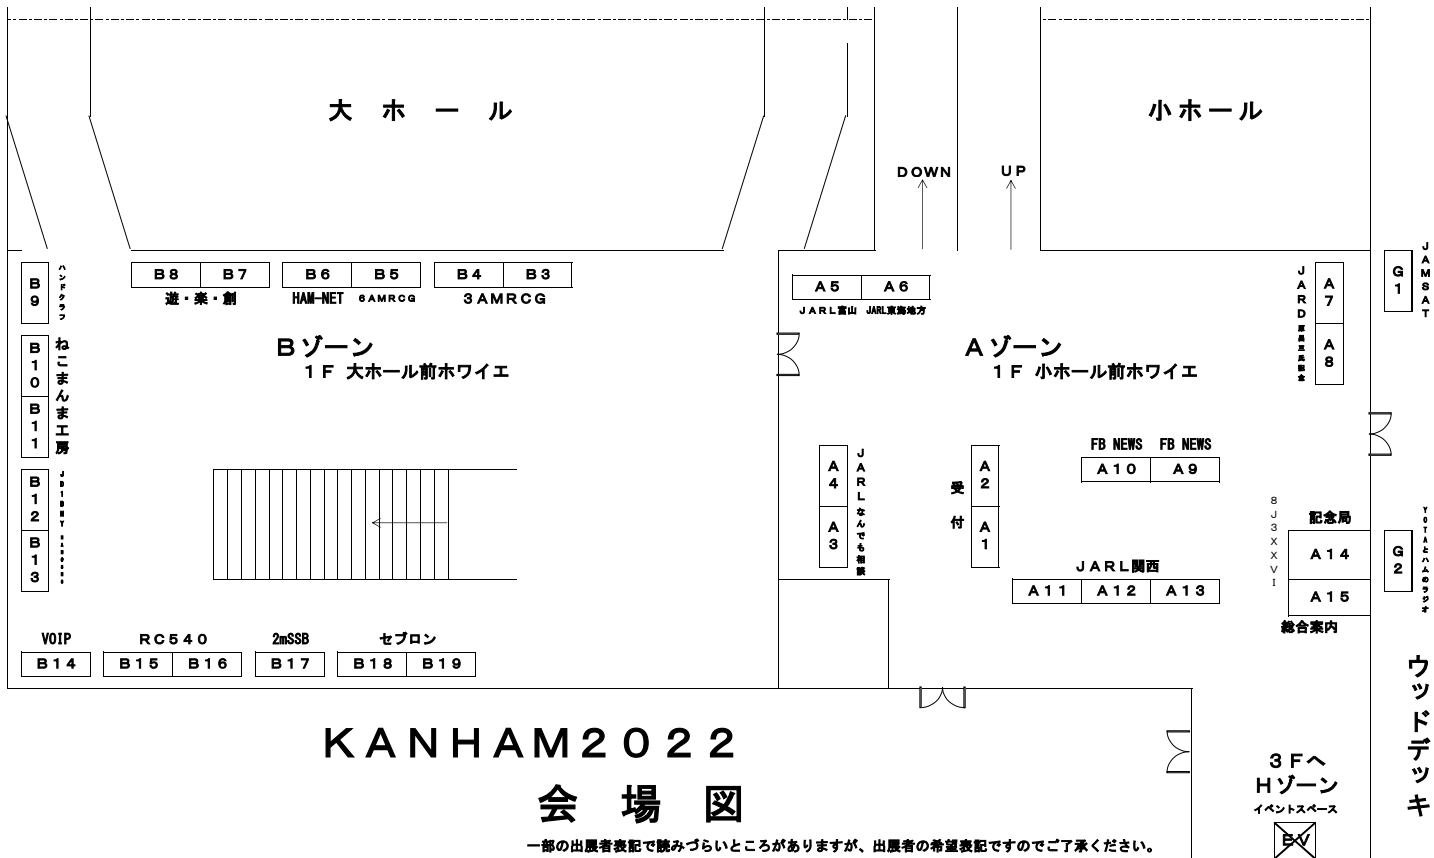 大ホール
小ホール
DOWN
UP
B9
ハンドクラフ
B8
B7
遊・楽・創
B6
B5
HAM-NET
6AMRCG
B4
B3
3AMRCG
A5
A6
JARL富山
JARL東海地方
JARD
A7
A8
G1
JAMSAT
B10
B11
ねこまんま工房
Bゾーン
1F 大ホール前ホワイエ
Aゾーン
1F 小ホール前ホワイエ
B12
B13
A4
A3
JARLなんでも相談
受付
A2
A1
FB NEWS
FB NEWS
A10
A9
8J3XXVI
記念局
A14
A15
総合案内
G2
YOTAとハムのラジオ
JARL関西
A11
A12
A13
VOIP
B14
RC540
B15
B16
2mSSB
B17
セブロン
B18
B19
ウッドデッキ
KANHAM2022
会場図
3Fへ
Hゾーン
イベントスペース
EV
一部の出展者表記で読みづらいところがありますが、出展者の希望表記ですのでご了承ください。